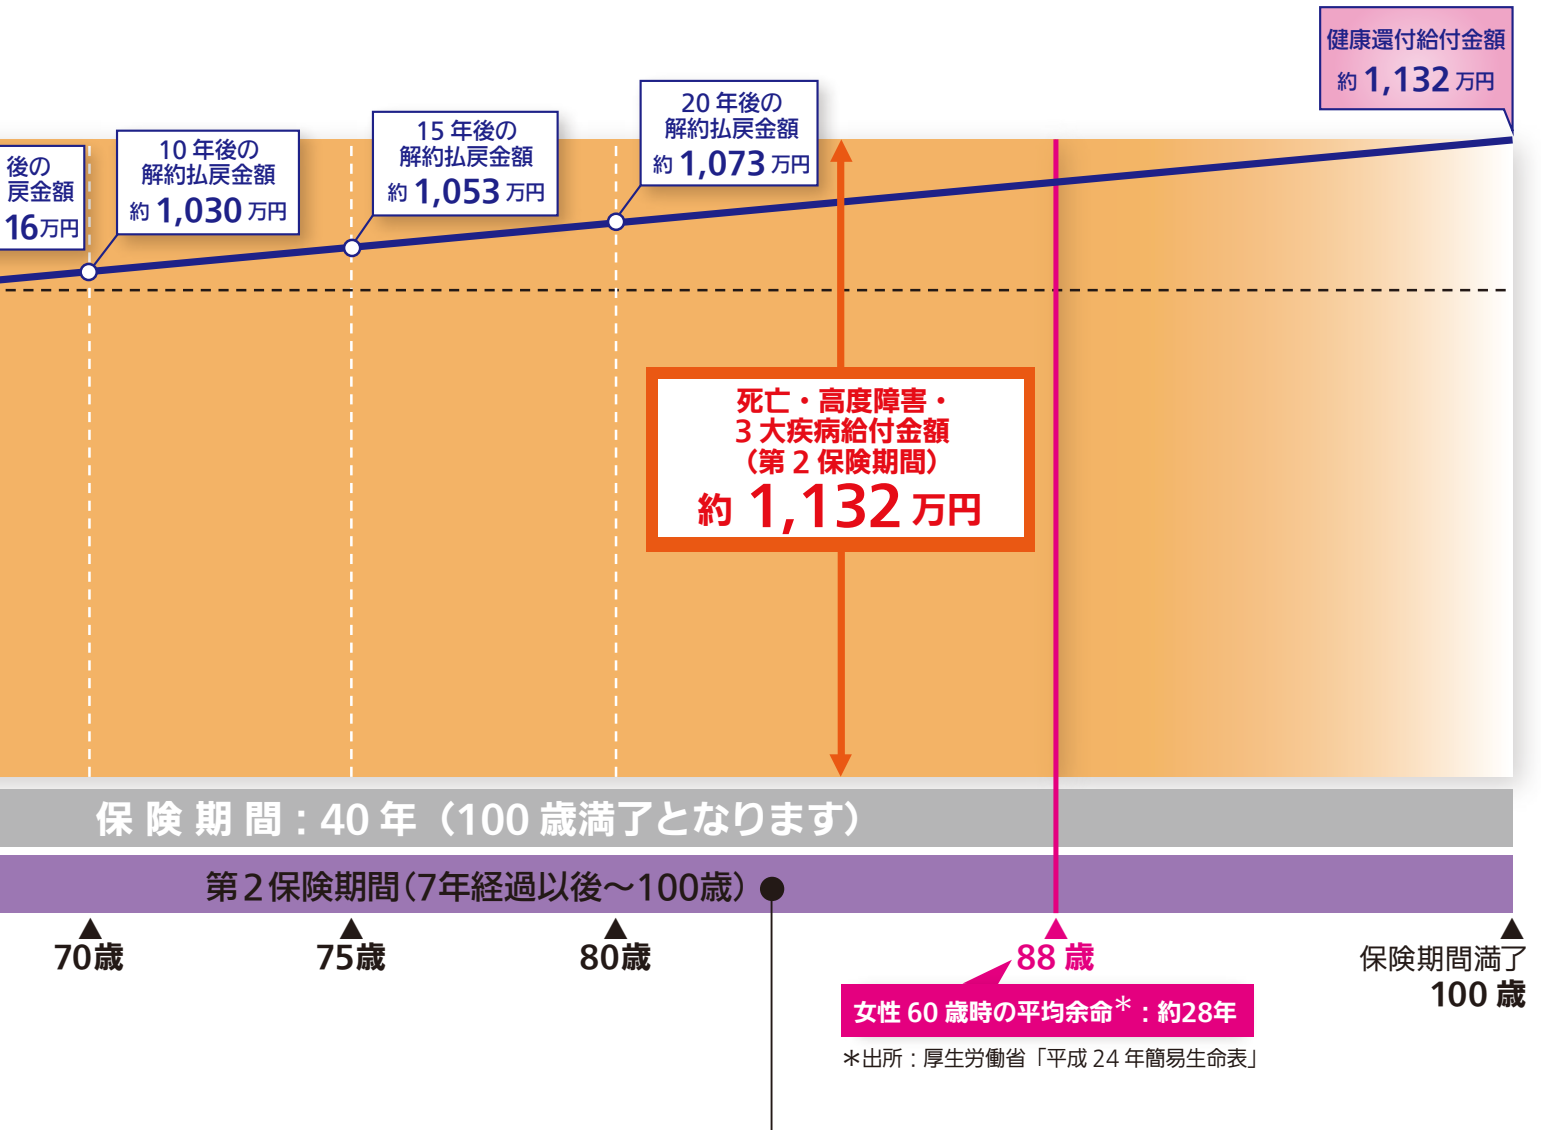 健康還付給付金額
約 1,132 万円
20 年後の
解約払戻金額
約 1,073 万円
15 年後の
解約払戻金額
約 1,053 万円
10 年後の
解約払戻金額
約 1,030 万円
後の
戻金額
16万円
死亡・高度障害・
3 大疾病給付金額
（第 2 保険期間）
約 1,132 万円
保険期間：40 年（100 歳満了となります）
第2保険期間（7年経過以後～100歳）
▲ ▲ ▲ ▲ ▲
70歳 75歳 80歳 88 歳 保険期間満了
100 歳
女性 60 歳時の平均余命＊：約28年
＊出所：厚生労働省「平成 24 年簡易生命表」